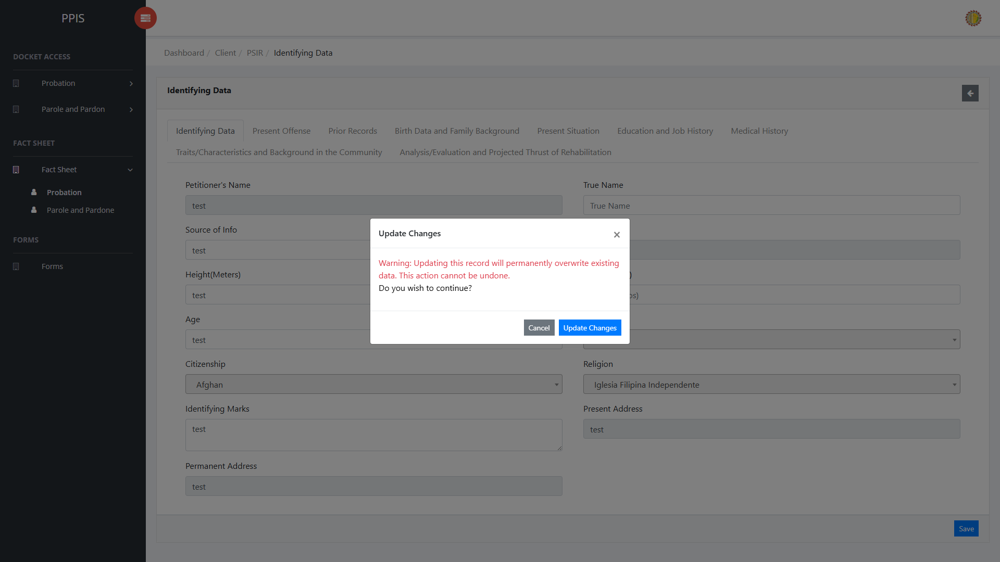 PPIS
DOCKET ACCESS
Probation
Parole and Pardon
FACT SHEET
Fact Sheet
Probation
Parole and Pardone
FORMS
Forms
Dashboard / Client / PSIR / Identifying Data
Identifying Data
Identifying Data Present Offense Prior Records Birth Data and Family Background Present Situation Education and Job History Medical History
Traits/Characteristics and Background in the Community Analysis/Evaluation and Projected Thrust of Rehabilitation
Petitioner's Name True Name
test True Name
Source of Info
test
Height(Meters)
test
Age
test
Update Changes ×
Warning: Updating this record will permanently overwrite existing
data. This action cannot be undone.
Do you wish to continue?
Cancel Update Changes
Citizenship Religion
Afghan Iglesia Filipina Independente
Identifying Marks Present Address
test test
Permanent Address
test
Save